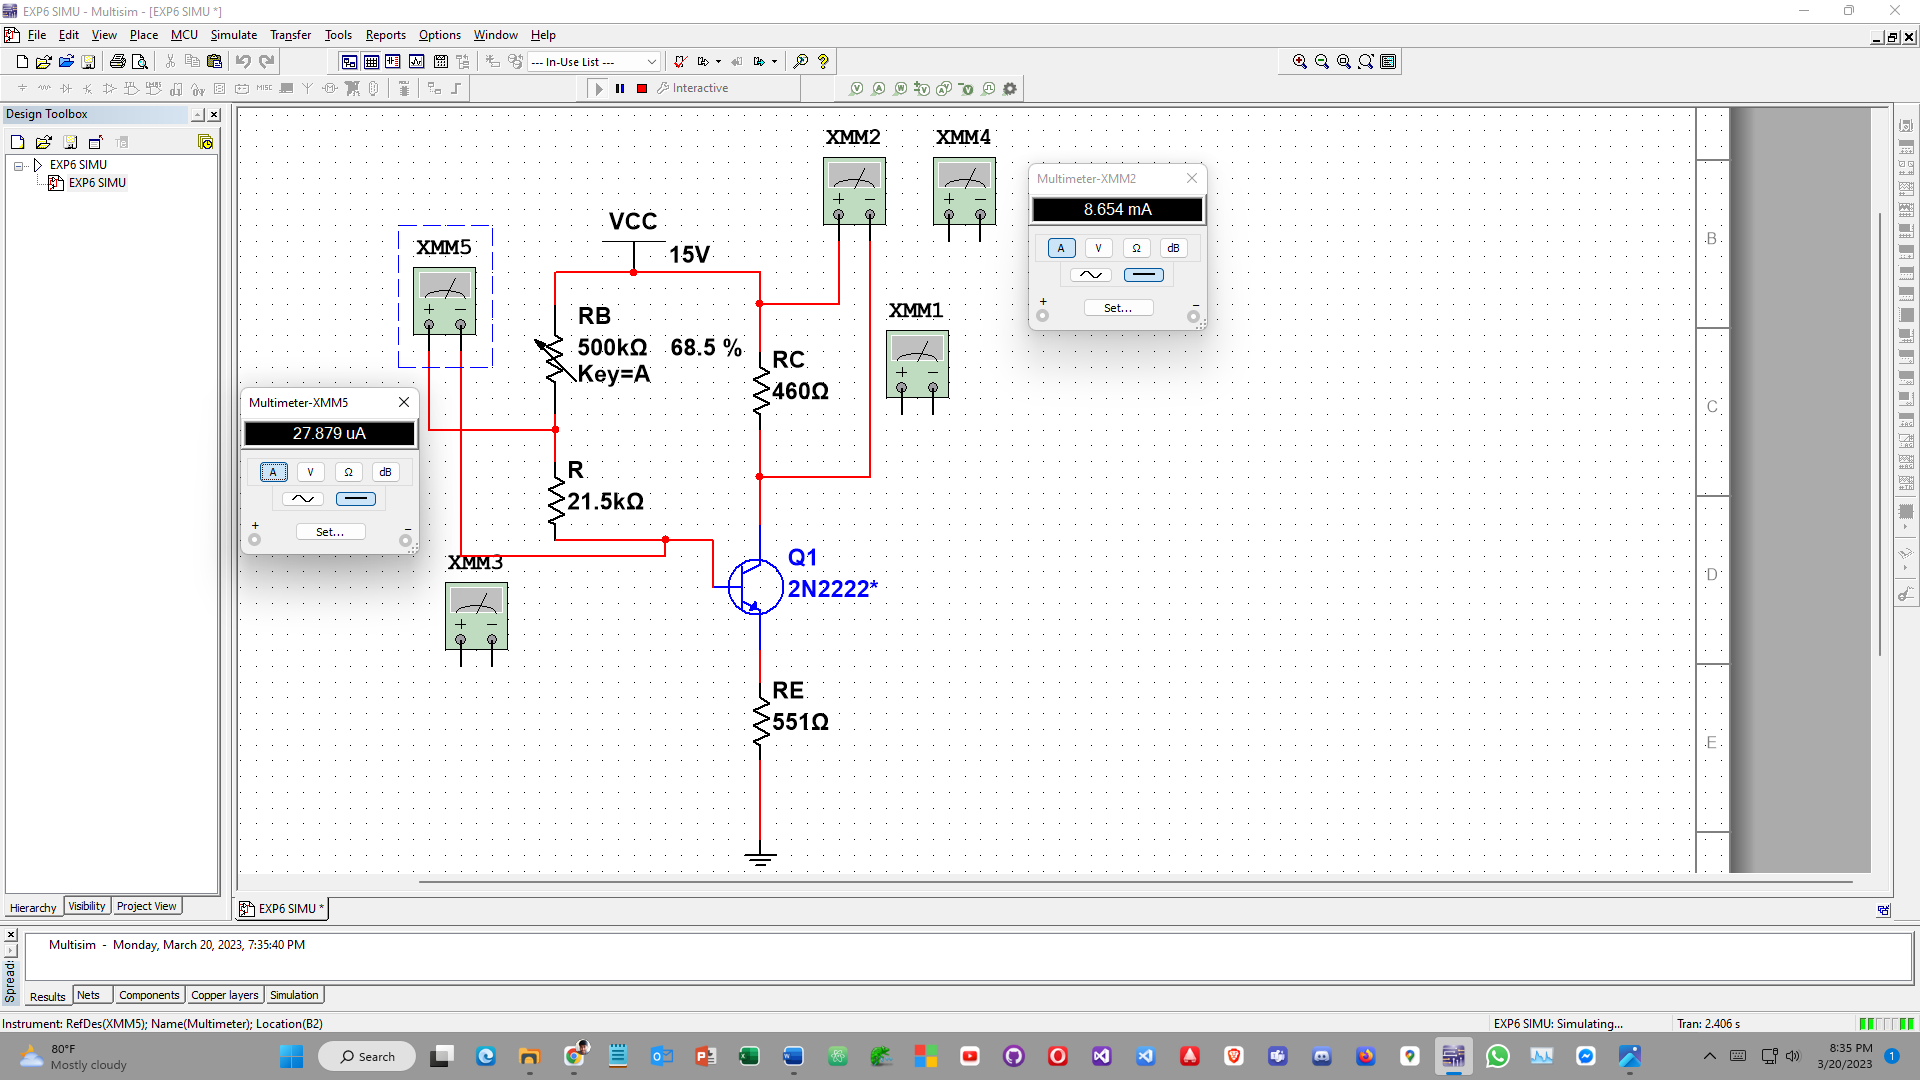 EXP6 SIMU - Multisim - [EXP6 SIMU *]
File Edit View Place MCU Simulate Transfer Tools Reports Options Window Help
--- In-Use List ---
Interactive
Design Toolbox
EXP6 SIMU
EXP6 SIMU
XMM2
XMM4
Multimeter-XMM2
8.654 mA
A V Ω dB
+ Set... −
VCC
15V
XMM5
RB
500kΩ 68.5 %
Key=A
XMM1
RC
460Ω
Multimeter-XMM5
27.879 uA
A V Ω dB
+ Set... −
R
21.5kΩ
XMM3
Q1
2N2222*
RE
551Ω
B
C
D
E
Hierarchy Visibility Project View
EXP6 SIMU *
Multisim - Monday, March 20, 2023, 7:35:40 PM
Results Nets Components Copper layers Simulation
Instrument: RefDes(XMM5); Name(Multimeter); Location(B2)
EXP6 SIMU: Simulating...
Tran: 2.406 s
80°F
Mostly cloudy
Search
8:35 PM
3/20/2023
1